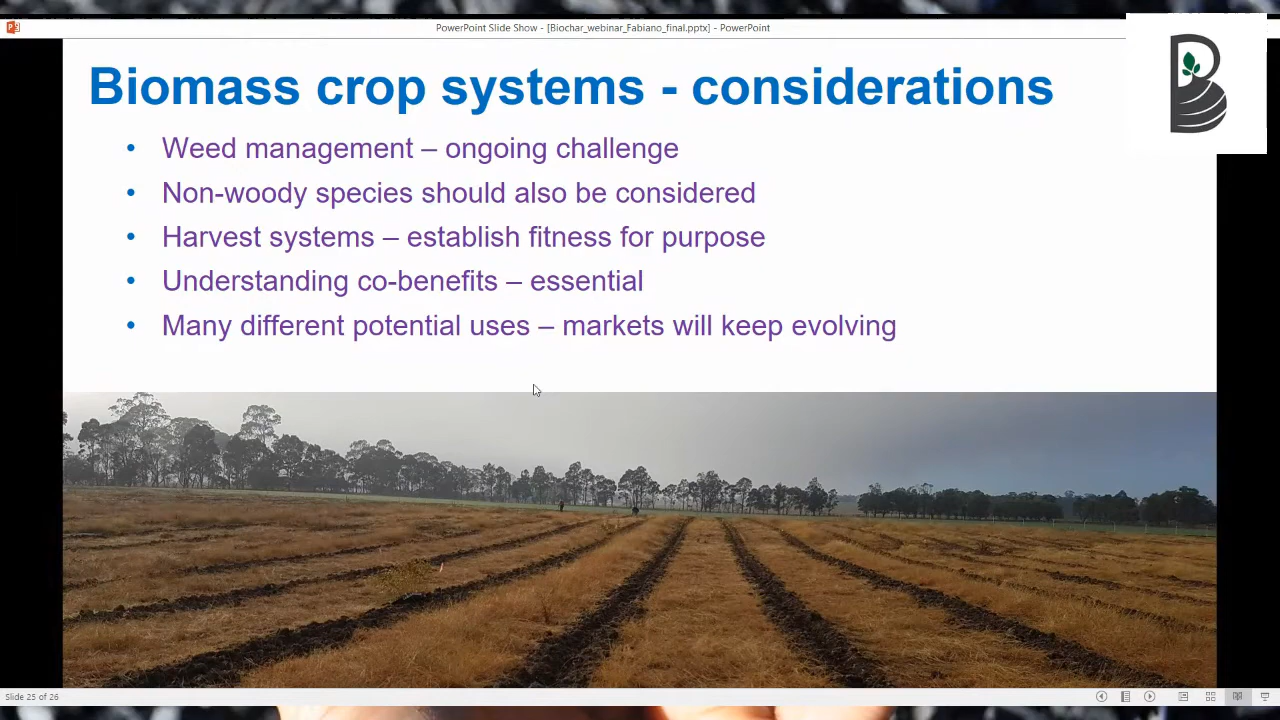 PowerPoint Slide Show - [Biochar_webinar_Fabiano_final.pptx] - PowerPoint
Biomass crop systems - considerations
• Weed management – ongoing challenge
• Non-woody species should also be considered
• Harvest systems – establish fitness for purpose
• Understanding co-benefits – essential
• Many different potential uses – markets will keep evolving
Slide 25 of 26